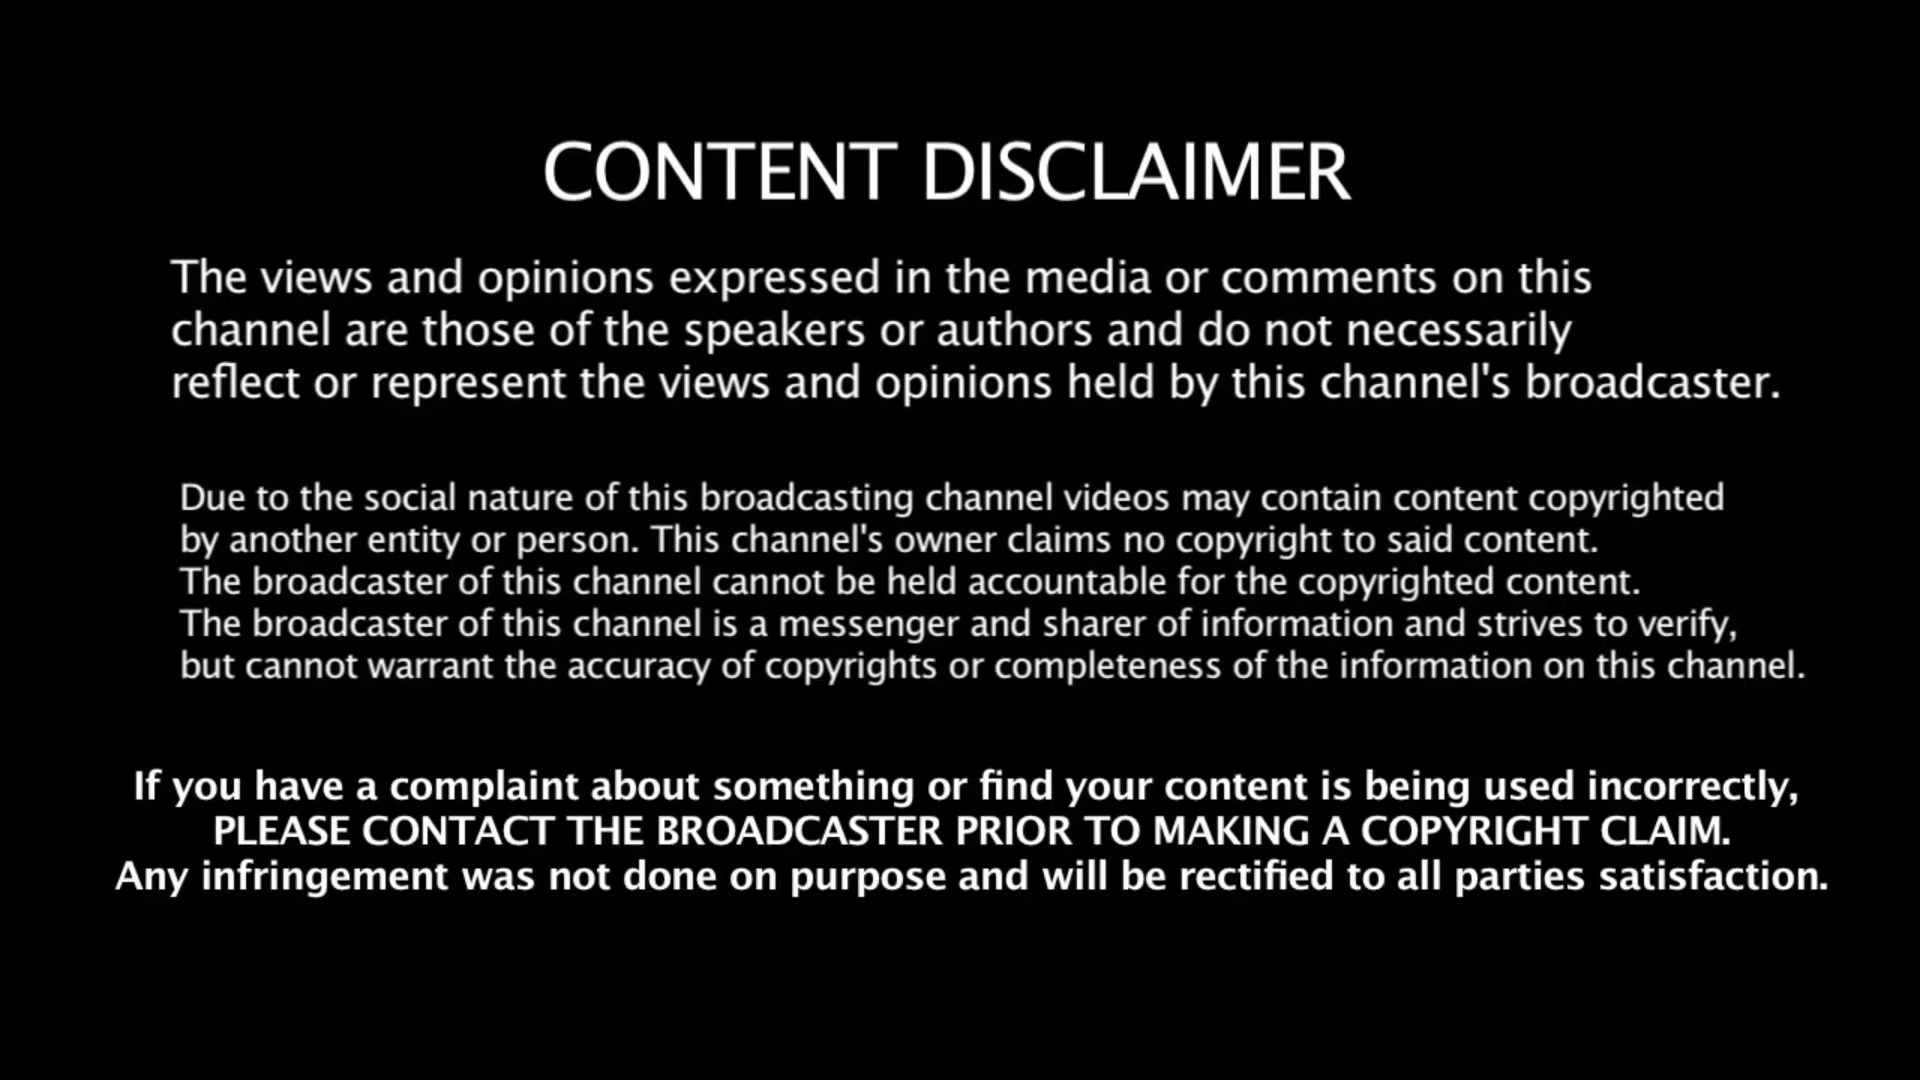 CONTENT DISCLAIMER
The views and opinions expressed in the media or comments on this
channel are those of the speakers or authors and do not necessarily
reflect or represent the views and opinions held by this channel's broadcaster.
Due to the social nature of this broadcasting channel videos may contain content copyrighted
by another entity or person. This channel's owner claims no copyright to said content.
The broadcaster of this channel cannot be held accountable for the copyrighted content.
The broadcaster of this channel is a messenger and sharer of information and strives to verify,
but cannot warrant the accuracy of copyrights or completeness of the information on this channel.
If you have a complaint about something or find your content is being used incorrectly,
PLEASE CONTACT THE BROADCASTER PRIOR TO MAKING A COPYRIGHT CLAIM.
Any infringement was not done on purpose and will be rectified to all parties satisfaction.